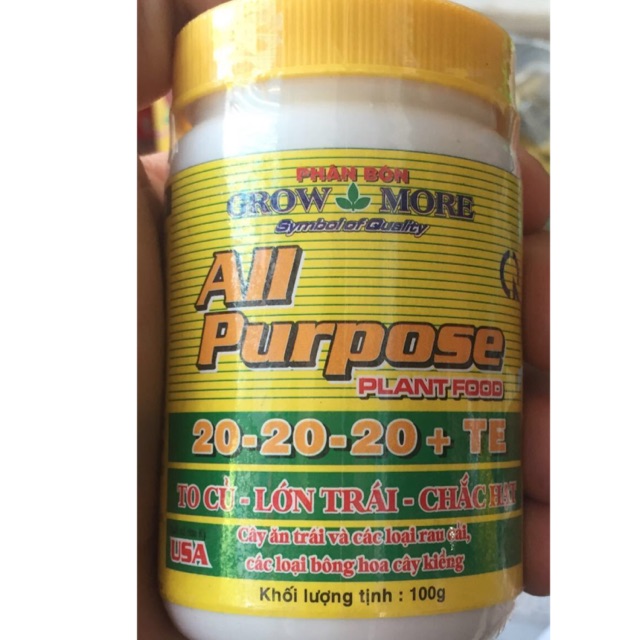 PHÂN BÓN
GROW MORE
Symbol of Quality
All
Purpose
PLANT FOOD
20-20-20 + TE
TO CỦ - LỚN TRÁI - CHẮC
USA
Cây ăn trái và các loại rau cải,
các loại bông hoa cây kiểng
Khối lượng tịnh : 100g